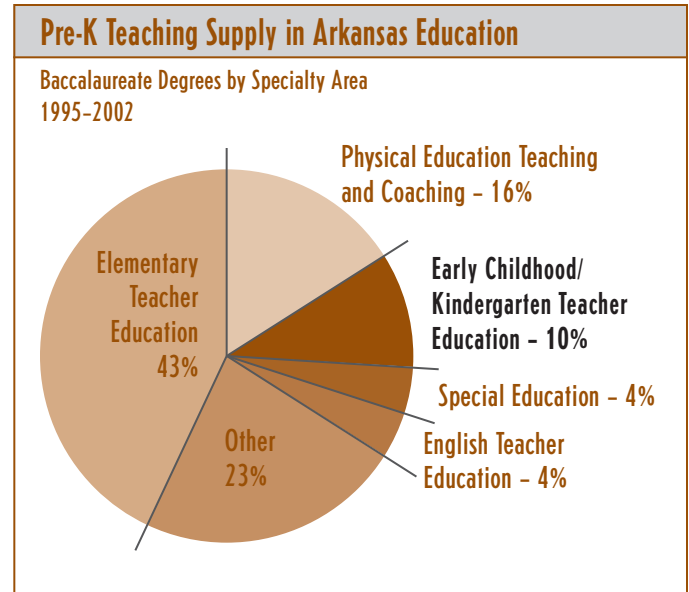 Pre-K Teaching Supply in Arkansas Education
Baccalaureate Degrees by Specialty Area
1995–2002
Physical Education Teaching
and Coaching – 16%
Early Childhood/
Kindergarten Teacher
Education – 10%
Special Education – 4%
English Teacher
Education – 4%
Other
23%
Elementary
Teacher
Education
43%